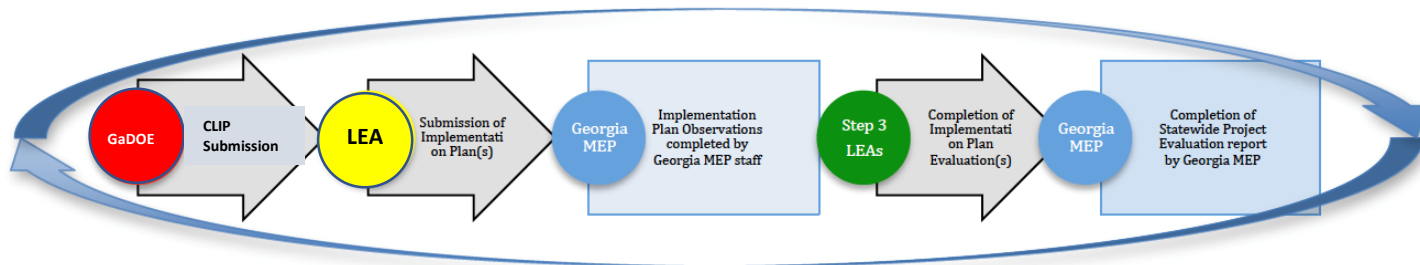 GaDOE
CLIP
Submission
LEA
Submission of
Implementati
on Plan(s)
Georgia
MEP
Implementation
Plan Observations
completed by
Georgia MEP staff
Step 3
LEAs
Completion of
Implementati
on Plan
Evaluation(s)
Georgia
MEP
Completion of
Statewide Project
Evaluation report
by Georgia MEP